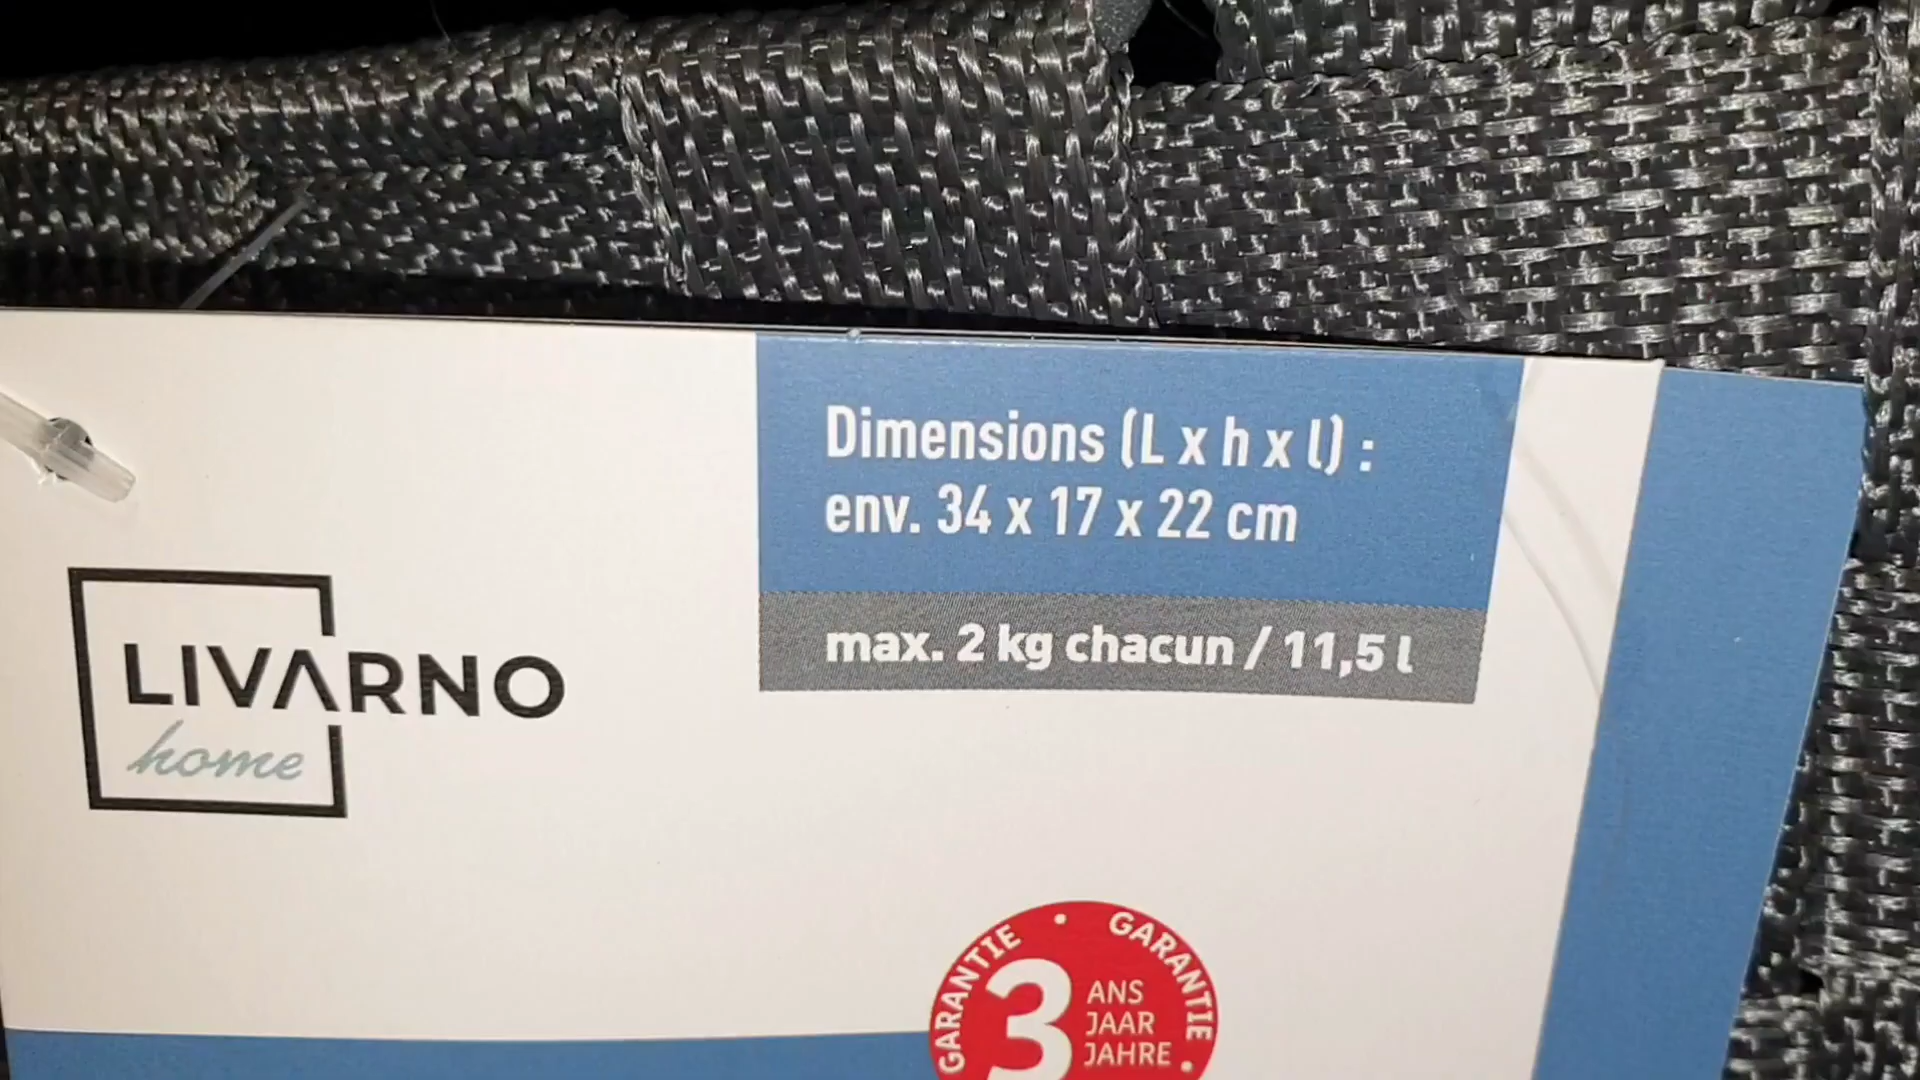 Dimensions (L x h x l) :
env. 34 x 17 x 22 cm
max. 2 kg chacun / 11,5 l
LIVARNO
home
GARANTIE • GARANTIE •
3
ANS
JAAR
JAHRE